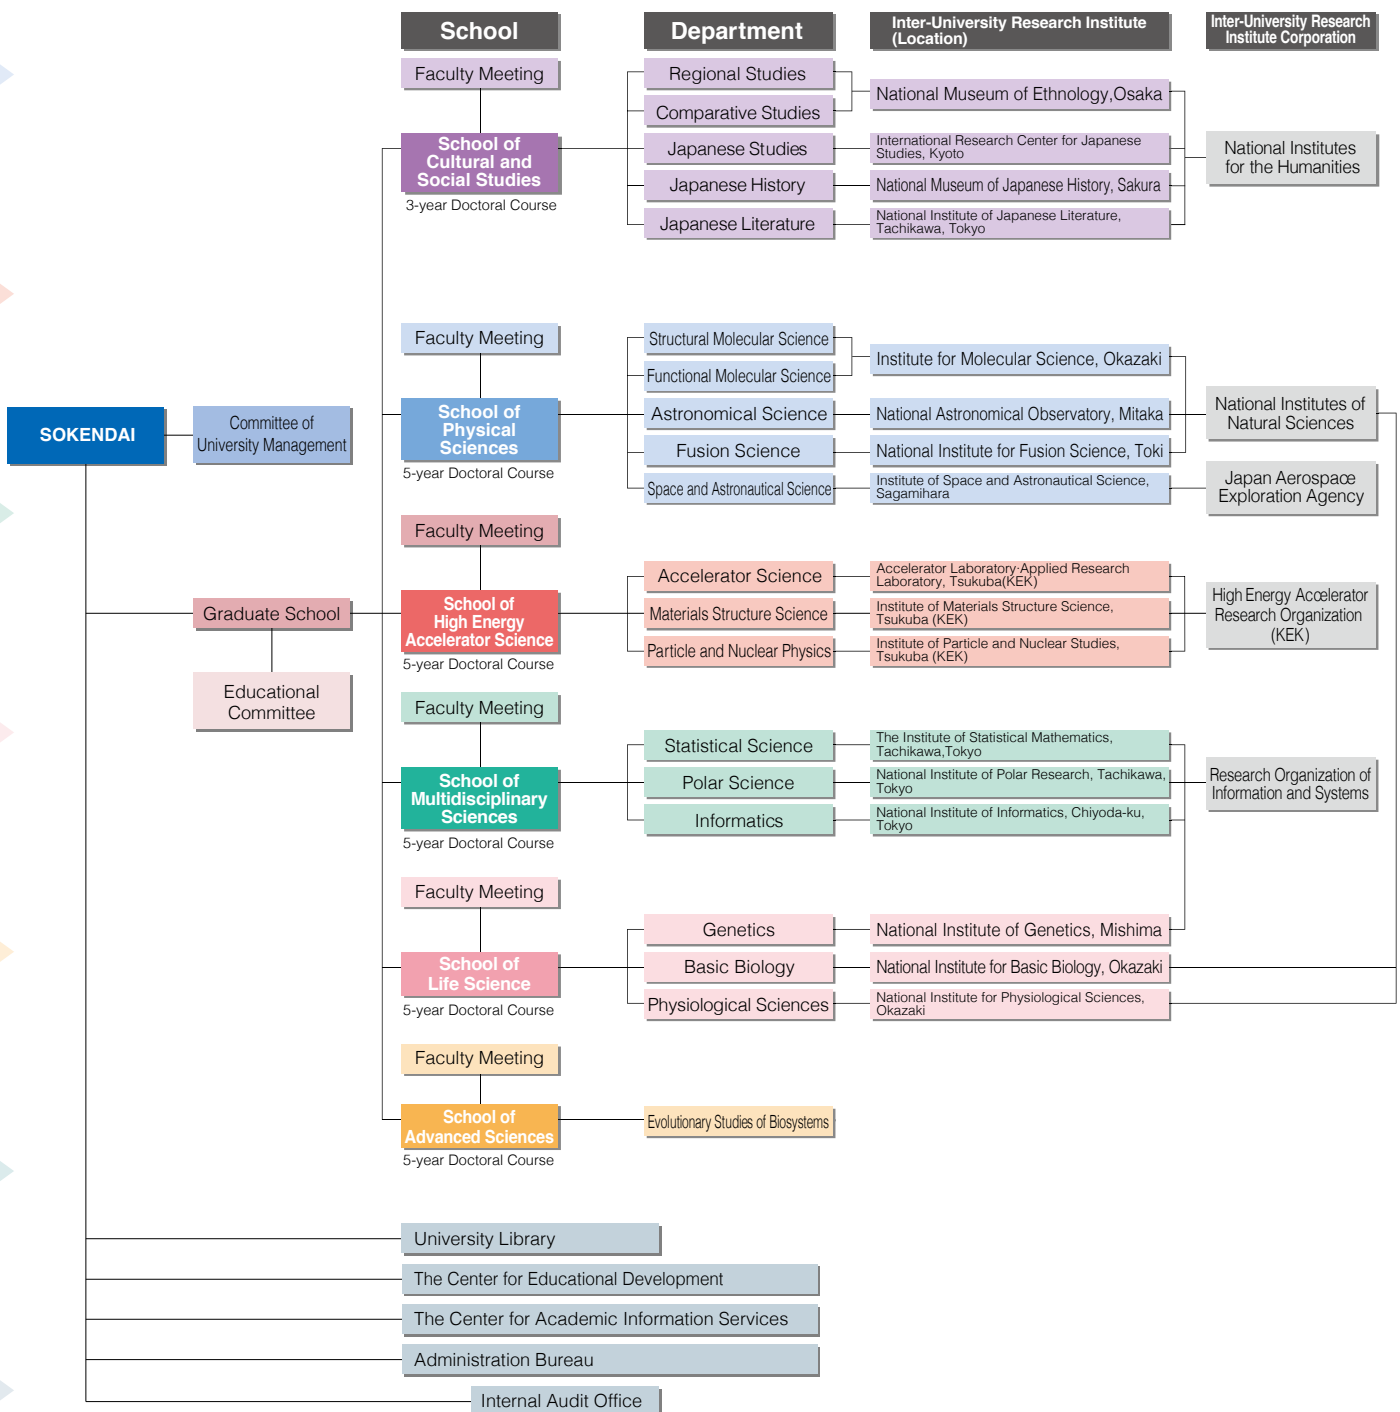 School
Department
Inter-University Research Institute
(Location)
Inter-University Research
Institute Corporation
Faculty Meeting
School of
Cultural and
Social Studies
3-year Doctoral Course
Regional Studies
Comparative Studies
Japanese Studies
Japanese History
Japanese Literature
National Museum of Ethnology,Osaka
International Research Center for Japanese
Studies, Kyoto
National Museum of Japanese History, Sakura
National Institute of Japanese Literature,
Tachikawa, Tokyo
National Institutes
for the Humanities
SOKENDAI
Committee of
University Management
Faculty Meeting
School of
Physical
Sciences
5-year Doctoral Course
Structural Molecular Science
Functional Molecular Science
Astronomical Science
Fusion Science
Space and Astronautical Science
Institute for Molecular Science, Okazaki
National Astronomical Observatory, Mitaka
National Institute for Fusion Science, Toki
Institute of Space and Astronautical Science,
Sagamihara
National Institutes of
Natural Sciences
Japan Aerospace
Exploration Agency
Graduate School
Educational
Committee
Faculty Meeting
School of
High Energy
Accelerator Science
5-year Doctoral Course
Accelerator Science
Materials Structure Science
Particle and Nuclear Physics
Accelerator Laboratory·Applied Research
Laboratory, Tsukuba(KEK)
Institute of Materials Structure Science,
Tsukuba (KEK)
Institute of Particle and Nuclear Studies,
Tsukuba (KEK)
High Energy Accelerator
Research Organization
(KEK)
Faculty Meeting
School of
Multidisciplinary
Sciences
5-year Doctoral Course
Statistical Science
Polar Science
Informatics
The Institute of Statistical Mathematics,
Tachikawa,Tokyo
National Institute of Polar Research, Tachikawa,
Tokyo
National Institute of Informatics, Chiyoda-ku,
Tokyo
Research Organization of
Information and Systems
Faculty Meeting
School of
Life Science
5-year Doctoral Course
Genetics
Basic Biology
Physiological Sciences
National Institute of Genetics, Mishima
National Institute for Basic Biology, Okazaki
National Institute for Physiological Sciences,
Okazaki
Faculty Meeting
School of
Advanced Sciences
5-year Doctoral Course
Evolutionary Studies of Biosystems
University Library
The Center for Educational Development
The Center for Academic Information Services
Administration Bureau
Internal Audit Office